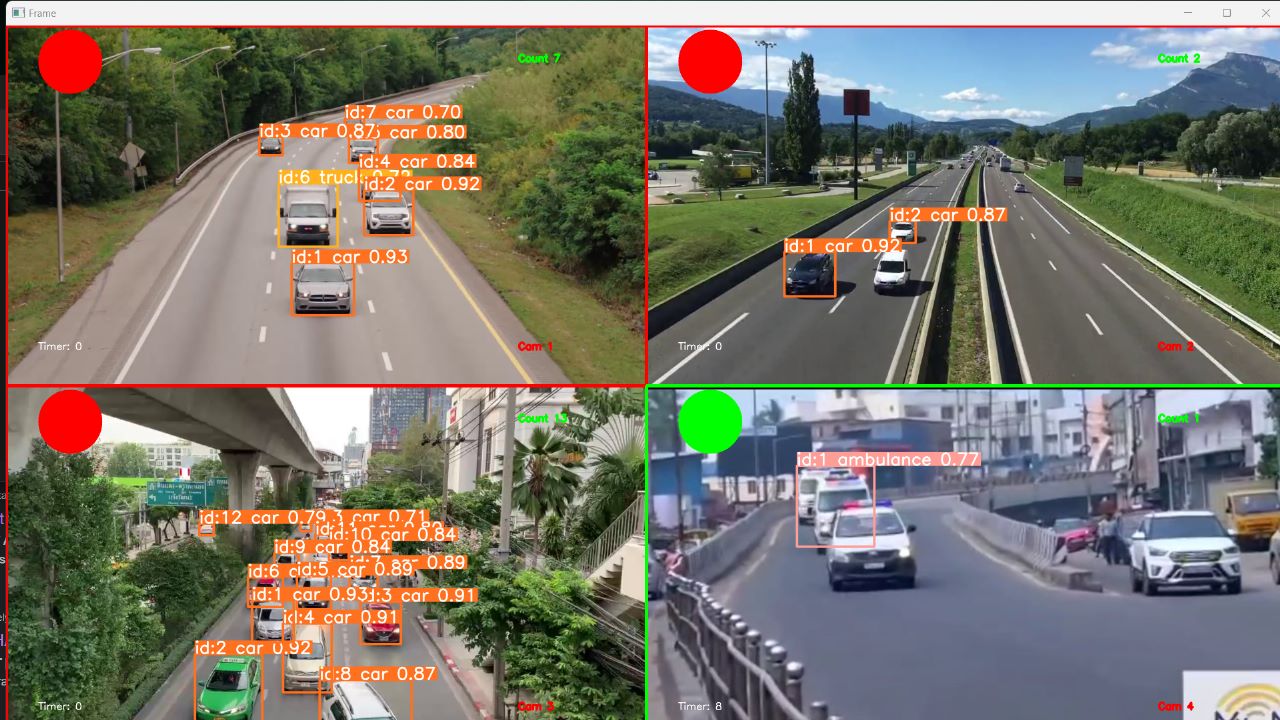 Frame
Count 7
id:7 car 0.70
id:3 car 0.87
car 0.80
id:4 car 0.84
id:6 truck
id:2 car 0.92
id:1 car 0.93
Timer: 0
Cam 1
Count 2
id:2 car 0.87
id:1 car 0.92
Timer: 0
Cam 2
Count 13
id:12 car 0.79
0.71
10 car 0.84
id:9 car 0.84
0.89
id:6
id:5 car 0.89
id:1 car 0.93
id:3 car 0.91
id:4 car 0.91
id:2 car 0.92
id:8 car 0.87
Timer: 0
Cam 3
Count 1
id:1 ambulance 0.77
Timer: 8
Cam 4